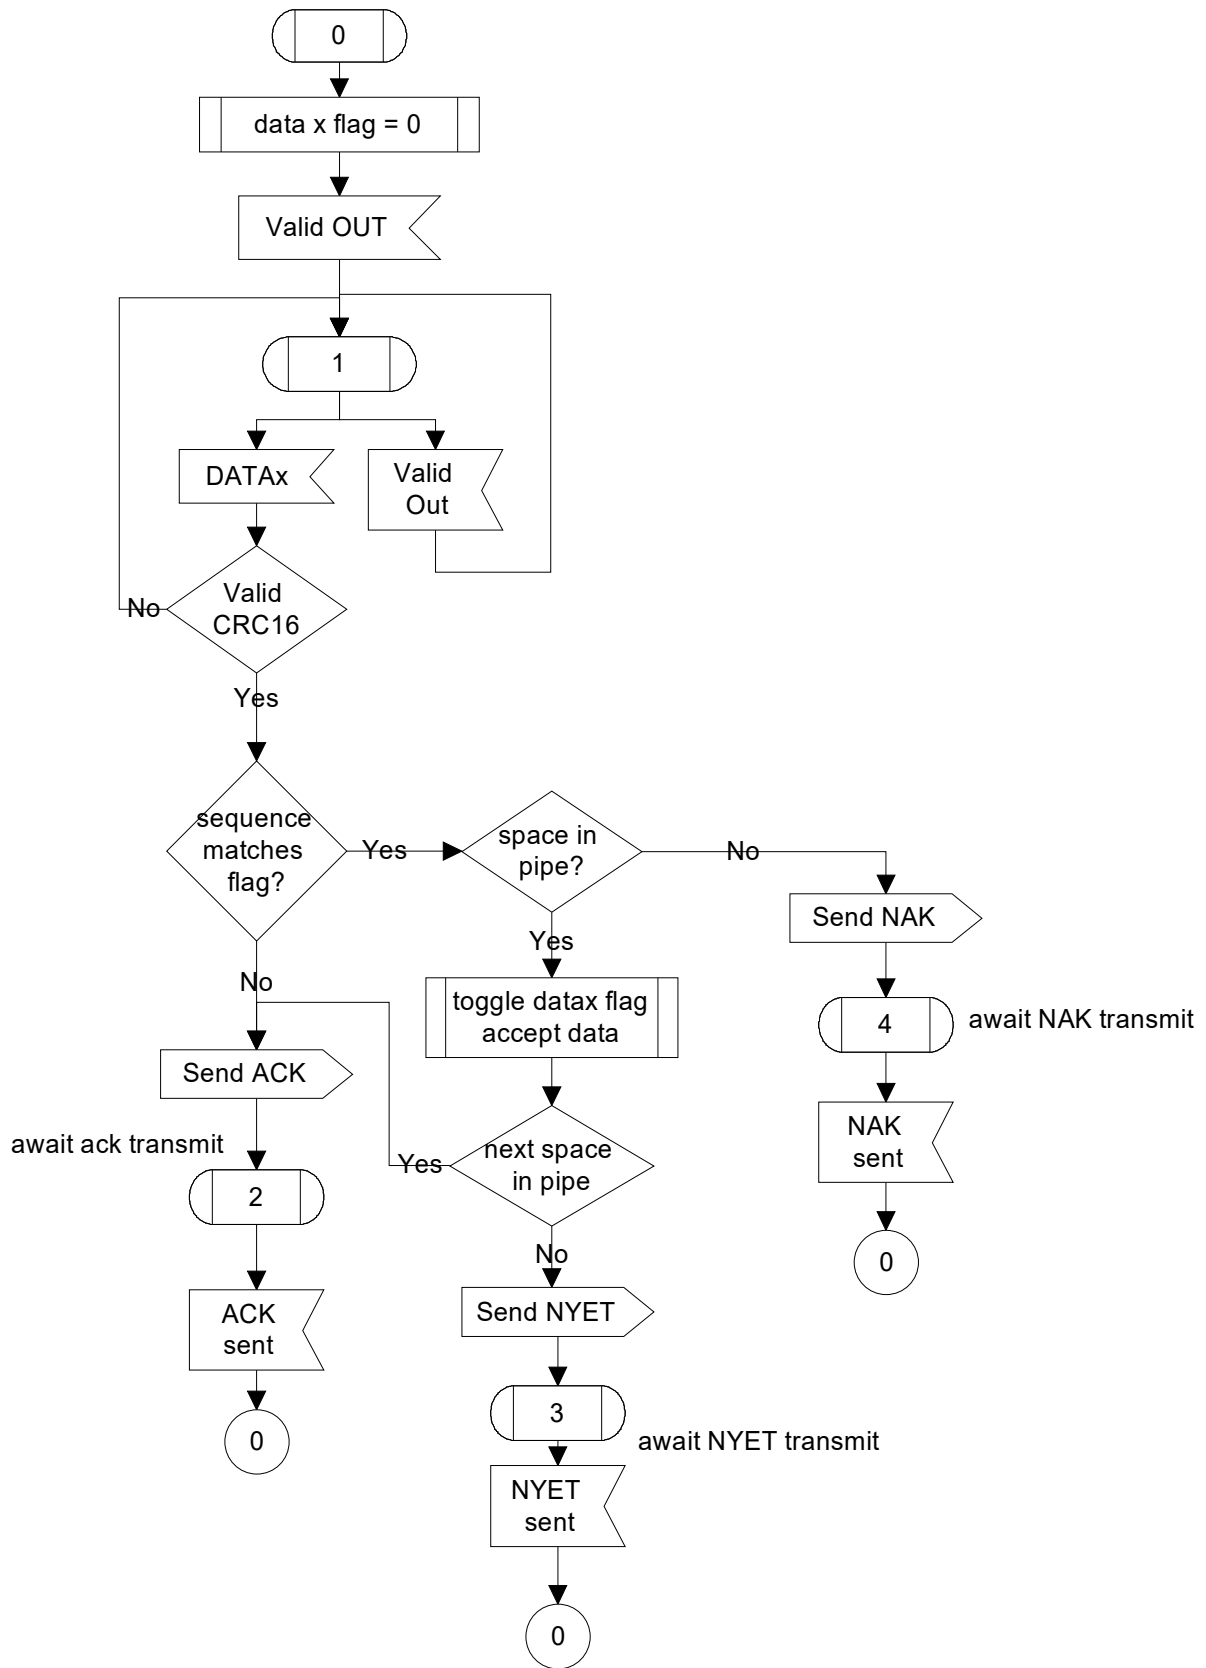 0
data x flag = 0
Valid OUT
1
DATAx
Valid
Out
Valid
CRC16
No
Yes
sequence
matches
flag?
Yes
space in
pipe?
No
Send NAK
No
Yes
toggle datax flag
accept data
4
await NAK transmit
Send ACK
NAK
sent
await ack transmit
Yes
next space
in pipe
2
No
0
ACK
sent
Send NYET
3
0
await NYET transmit
NYET
sent
0